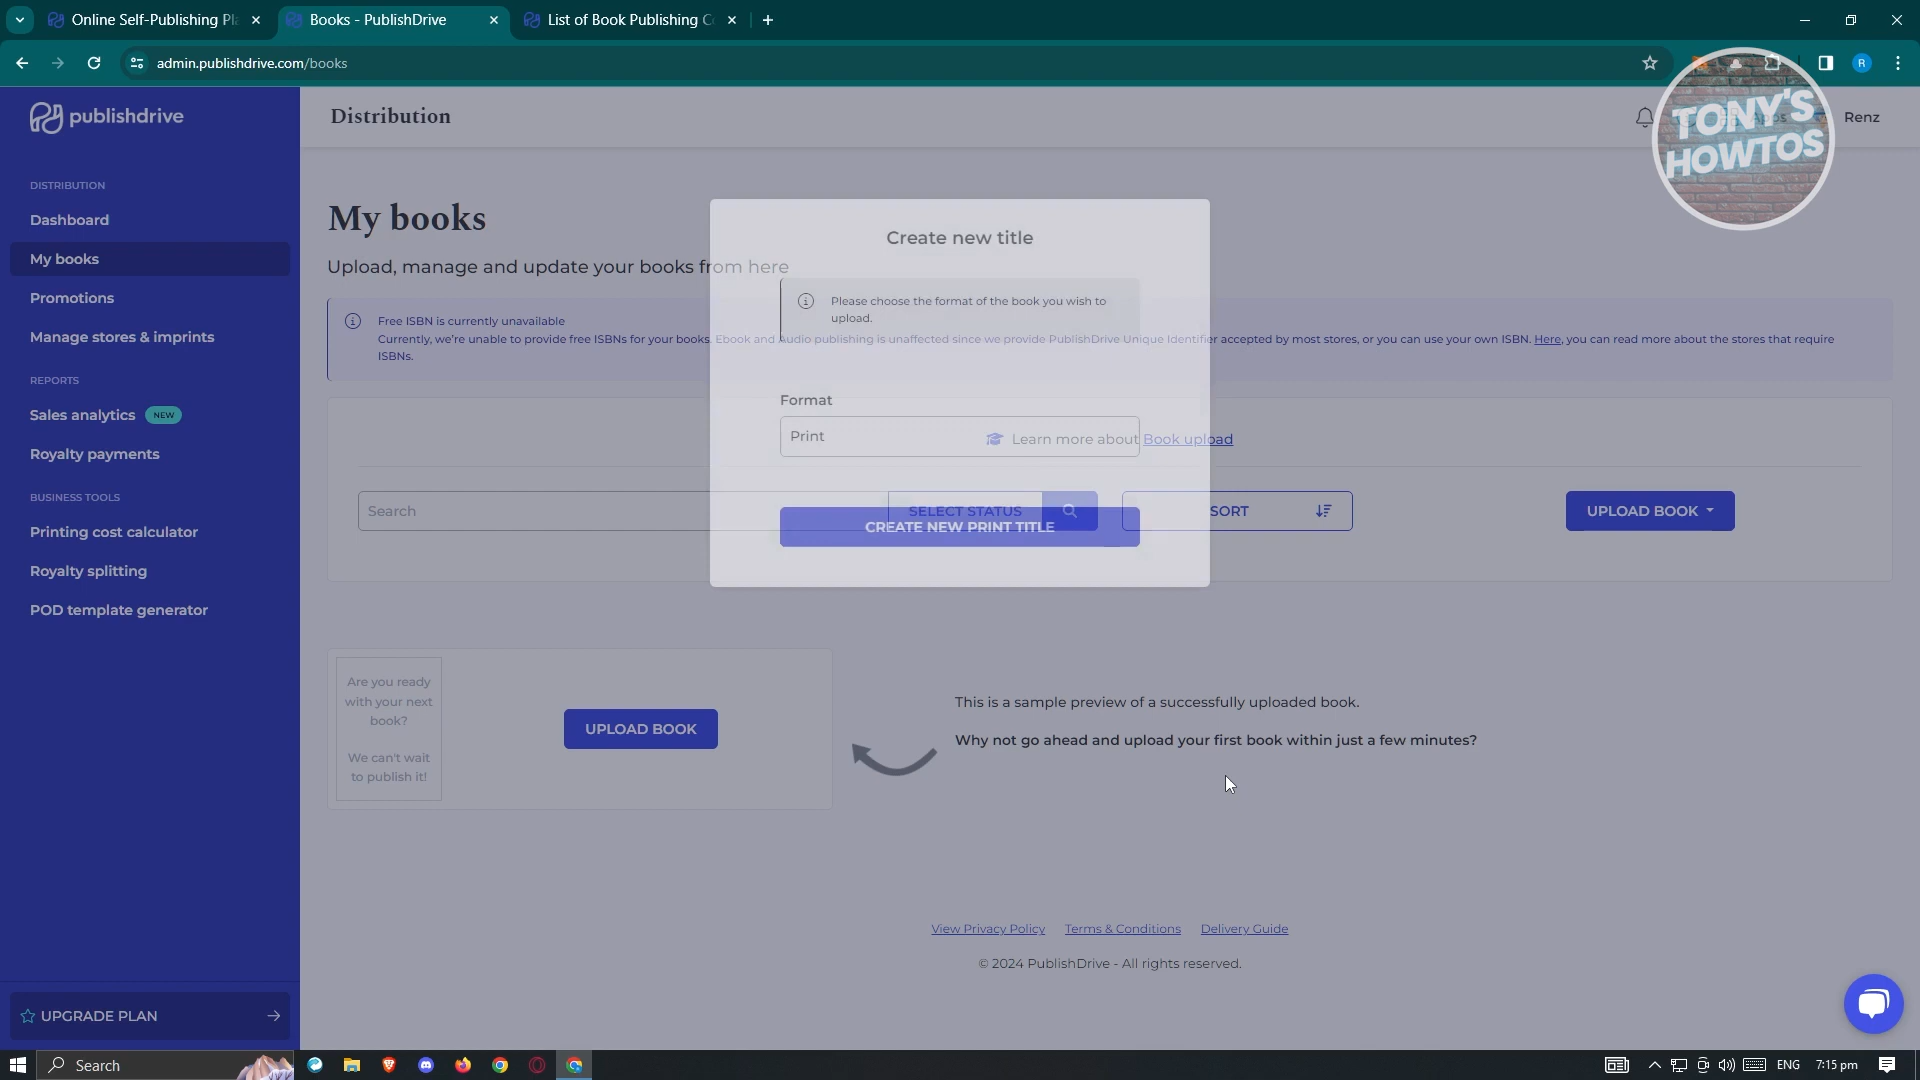 Online Self-Publishing Pla
Books - PublishDrive
List of Book Publishing Co
admin.publishdrive.com/books
R
publishdrive
Distribution
Apps
Renz
TONY'S
HOWTOS
DISTRIBUTION
Dashboard
My books
Promotions
Manage stores & imprints
REPORTS
Sales analytics NEW
Royalty payments
BUSINESS TOOLS
Printing cost calculator
Royalty splitting
POD template generator
UPGRADE PLAN
My books
Upload, manage and update your books from here
Free ISBN is currently unavailable
Currently, we're unable to provide free ISBNs for your books. Ebook and Audio publishing is unaffected since we provide PublishDrive Unique Identifier accepted by most stores, or you can use your own ISBN. Here, you can read more about the stores that require
ISBNs.
Create new title
Please choose the format of the book you wish to
upload.
Format
Print
CREATE NEW PRINT TITLE
Learn more about Book upload
Search
SELECT STATUS
SORT
UPLOAD BOOK
Are you ready
with your next
book?
We can't wait
to publish it!
UPLOAD BOOK
This is a sample preview of a successfully uploaded book.
Why not go ahead and upload your first book within just a few minutes?
View Privacy Policy
Terms & Conditions
Delivery Guide
© 2024 PublishDrive - All rights reserved.
Search
ENG
7:15 pm